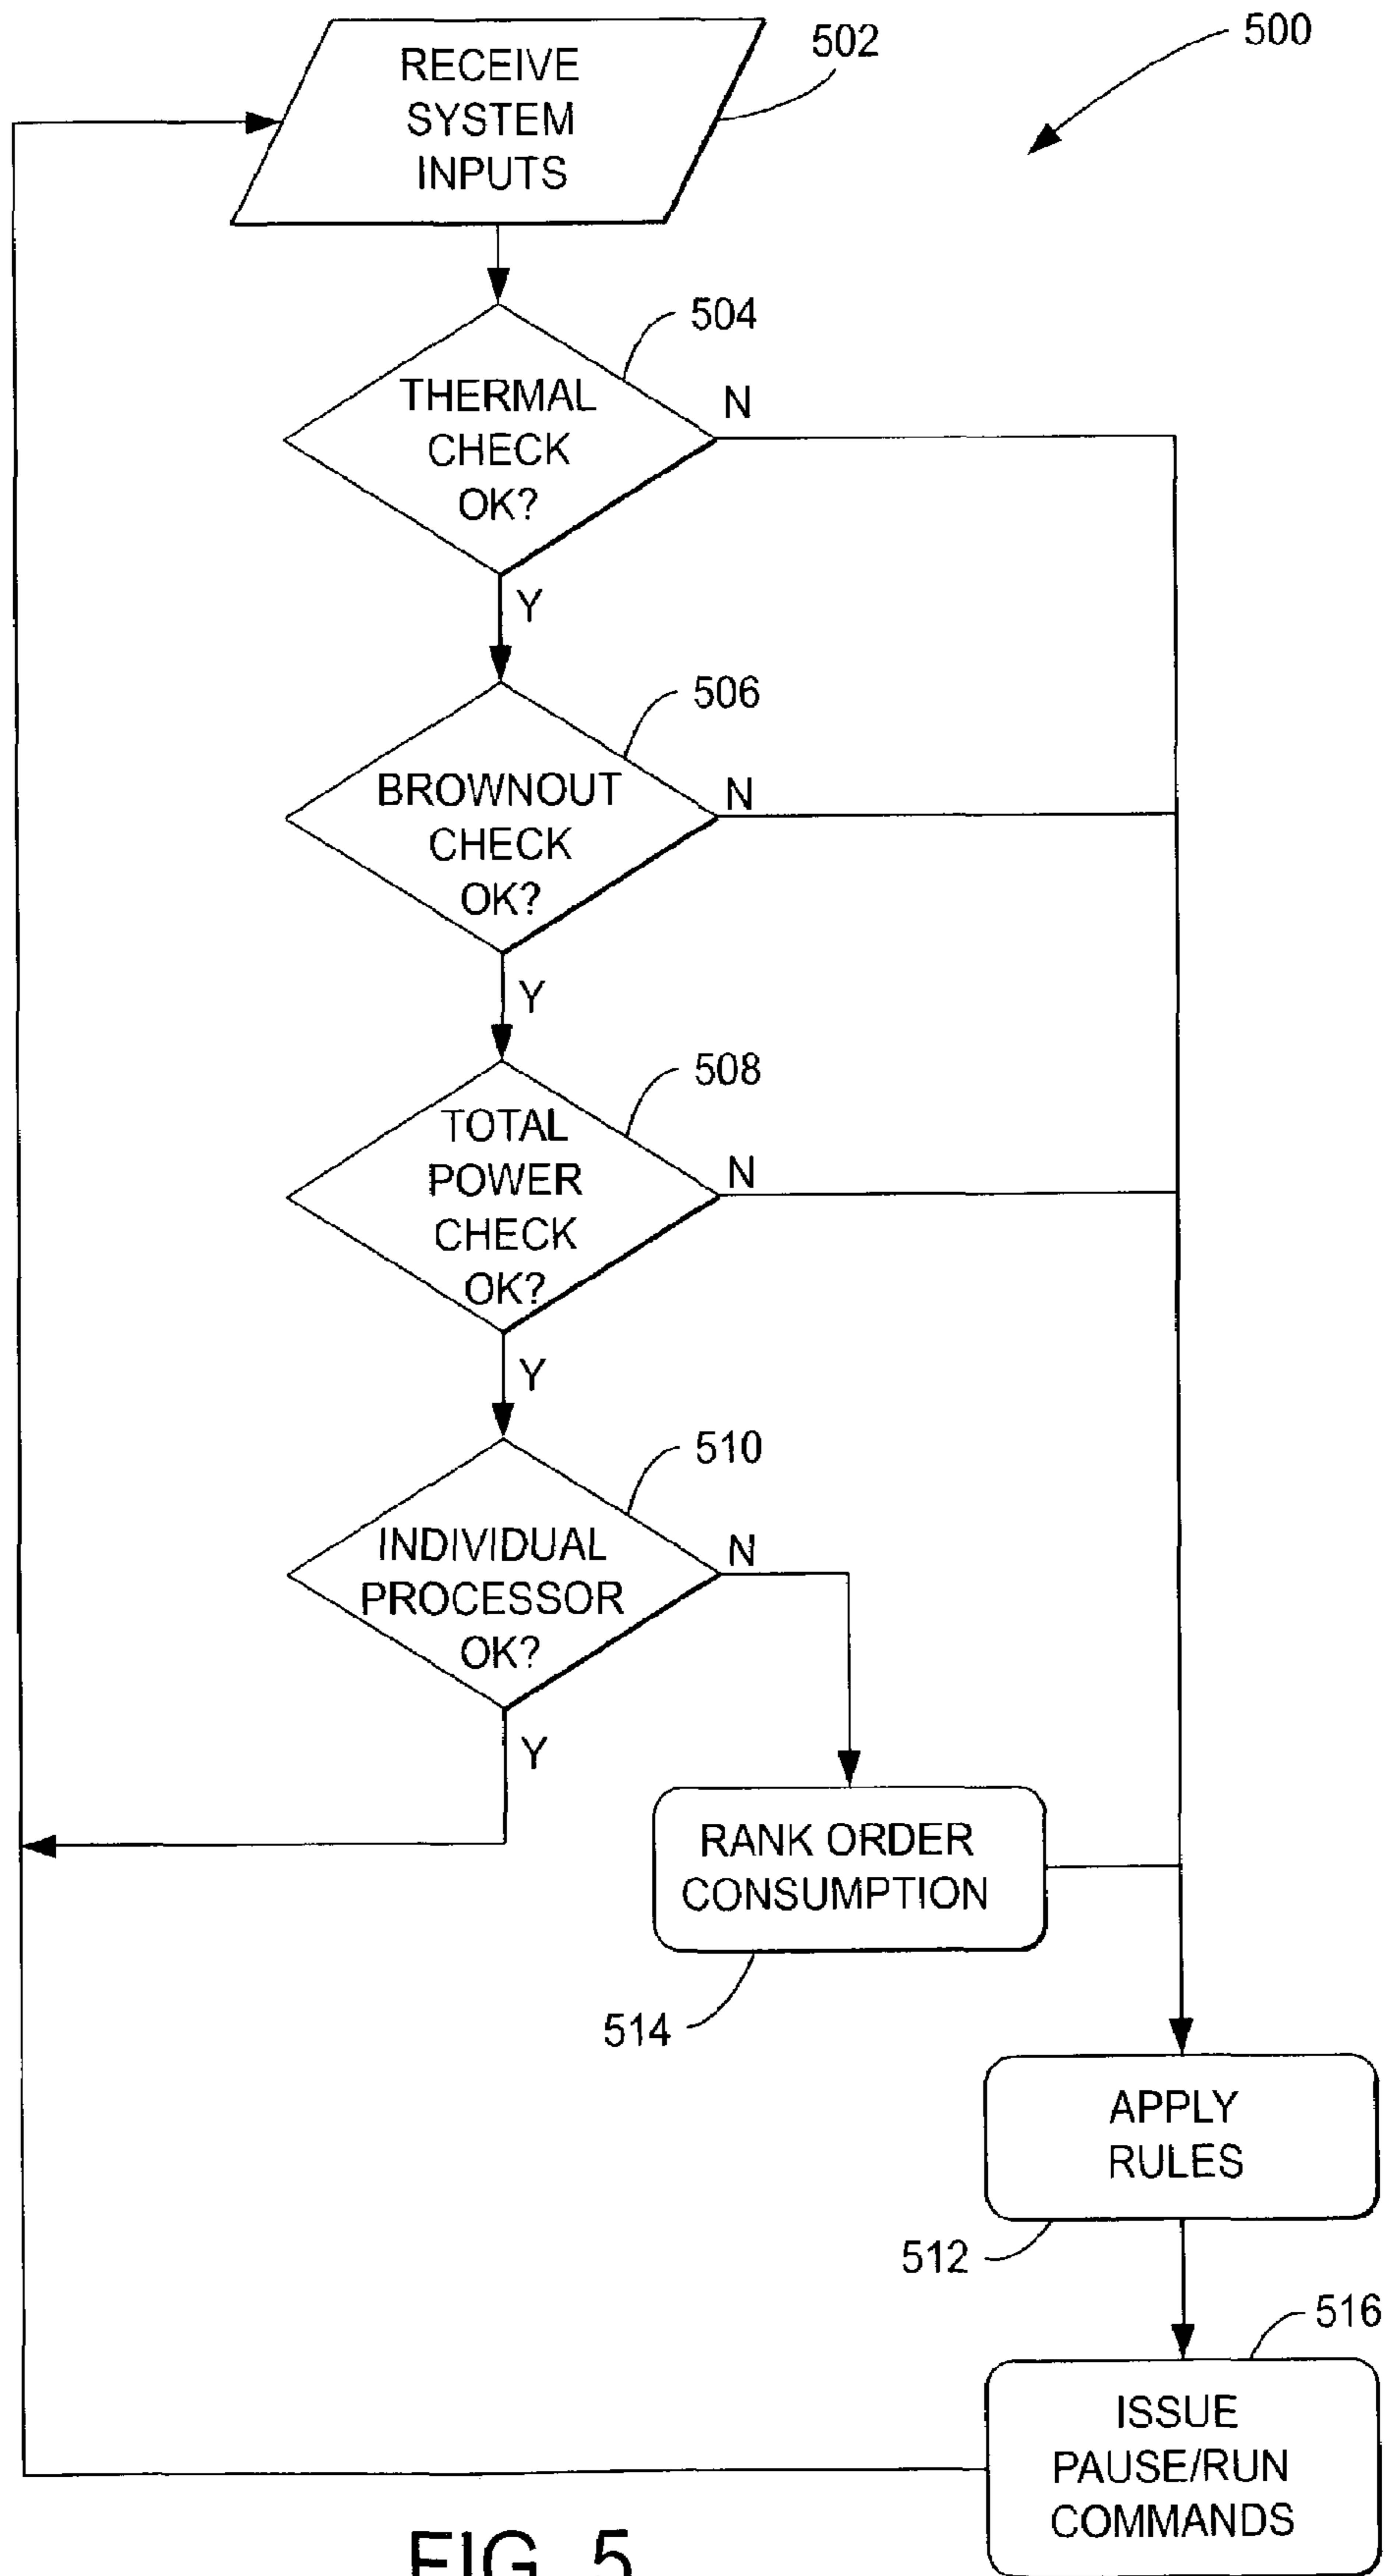 500
RECEIVE
SYSTEM
INPUTS
502
THERMAL
CHECK
OK?
504
N
Y
BROWNOUT
CHECK
OK?
506
N
Y
TOTAL
POWER
CHECK
OK?
508
N
Y
INDIVIDUAL
PROCESSOR
OK?
510
N
Y
RANK ORDER
CONSUMPTION
514
APPLY
RULES
512
516
ISSUE
PAUSE/RUN
COMMANDS
FIG. 5